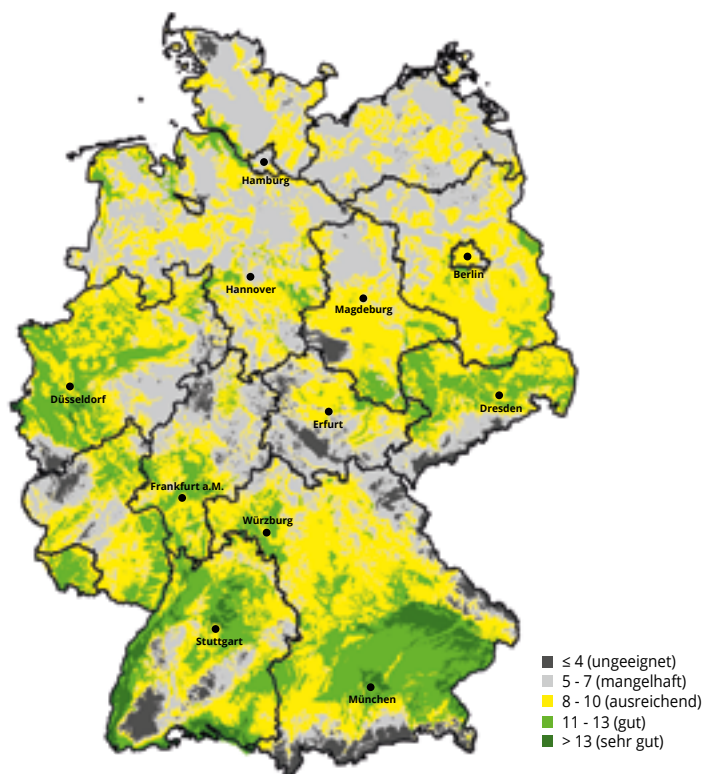 Hamburg
Berlin
Hannover
Magdeburg
Düsseldorf
Dresden
Erfurt
Frankfurt a.M.
Würzburg
Stuttgart
München
≤ 4 (ungeeignet)
5 - 7 (mangelhaft)
8 - 10 (ausreichend)
11 - 13 (gut)
> 13 (sehr gut)